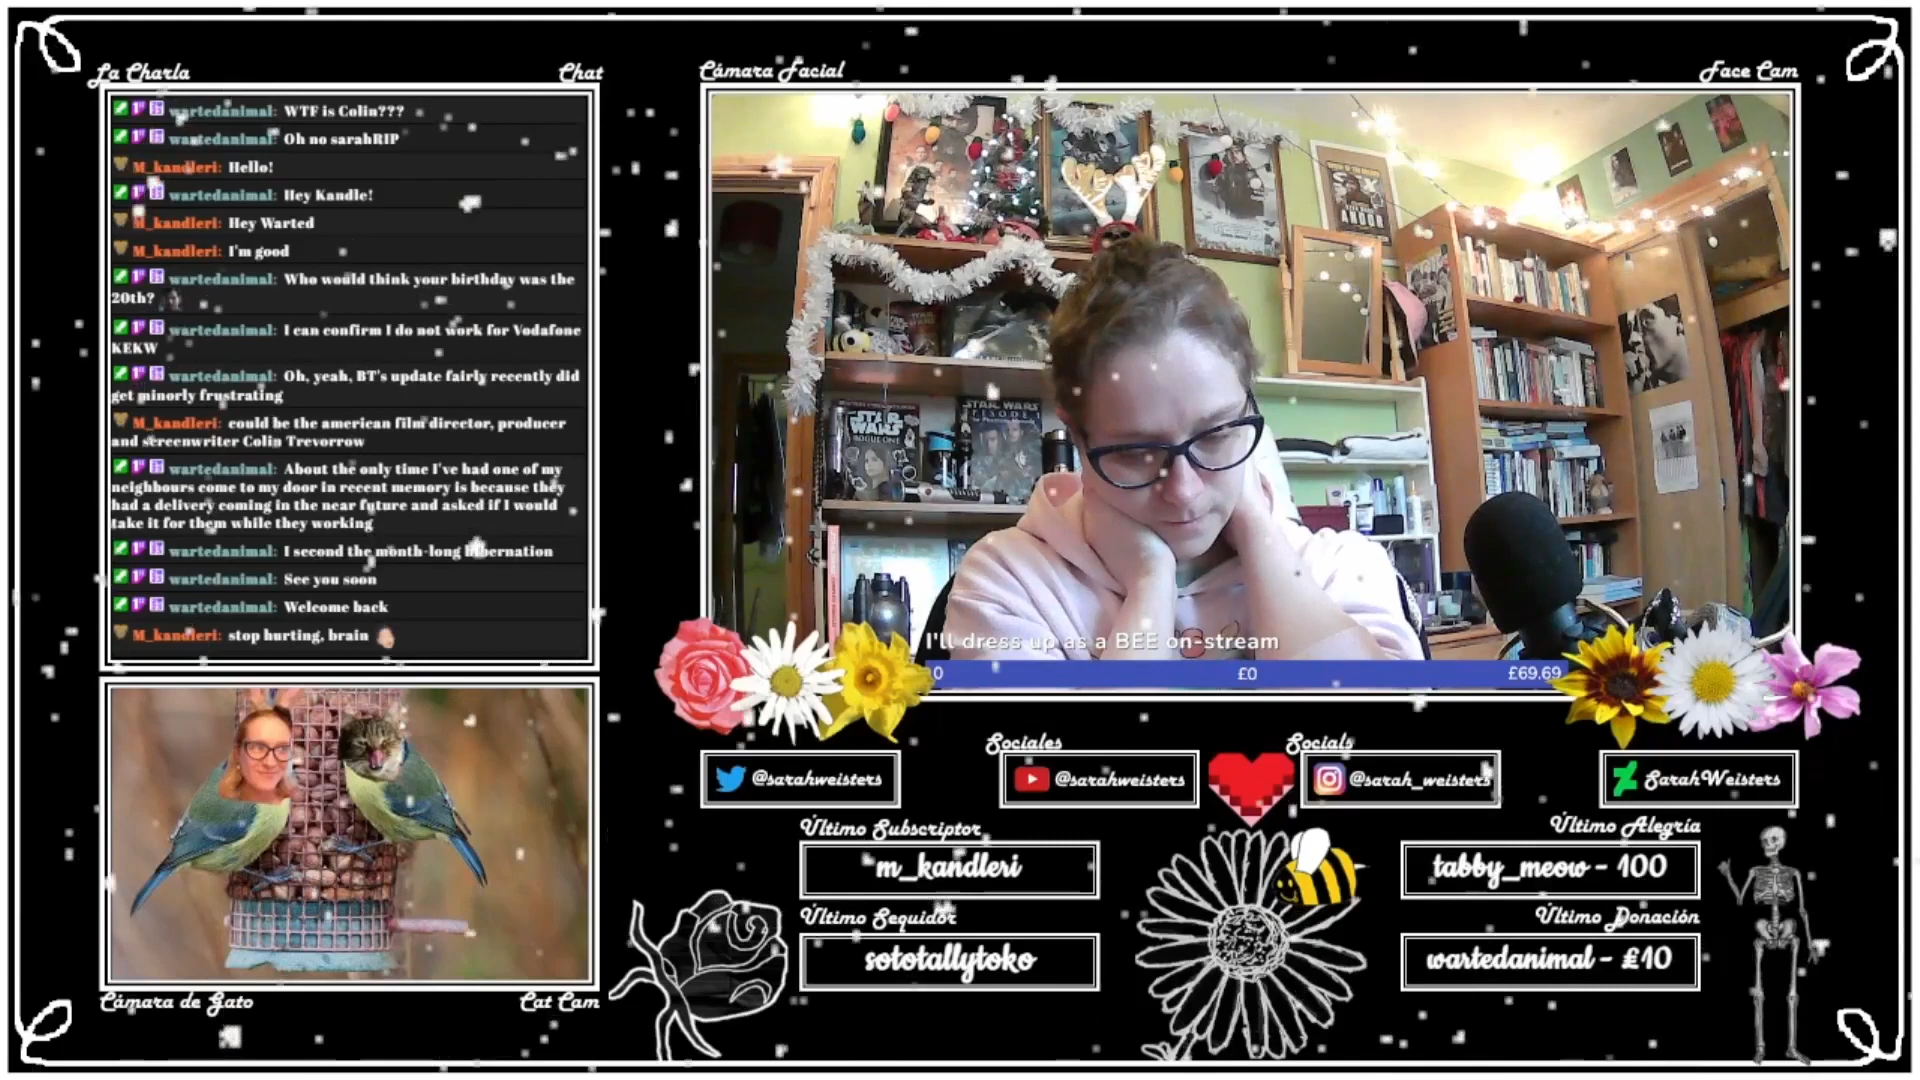 La Charla
Chat
wartedanimal: WTF is Colin???
wartedanimal: Oh no sarahRIP
M_kandleri: Hello!
wartedanimal: Hey Kandle!
M_kandleri: Hey Warted
M_kandleri: I'm good
wartedanimal: Who would think your birthday was the
20th?
wartedanimal: I can confirm I do not work for Vodafone
KEKW
wartedanimal: Oh, yeah, BT's update fairly recently did
get minorly frustrating
M_kandleri: could be the american film director, producer
and screenwriter Colin Trevorrow
wartedanimal: About the only time I've had one of my
neighbours come to my door in recent memory is because they
had a delivery coming in the near future and asked if I would
take it for them while they working
wartedanimal: I second the month-long hibernation
wartedanimal: See you soon
wartedanimal: Welcome back
M_kandleri: stop hurting, brain
Cámara de Gato
Cat Cam
Cámara Facial
Face Cam
ANDOR
STAR WARS
ROGUE ONE
STAR WARS
EPISODE I
I'll dress up as a BEE on-stream
0
£0
£69.69
Sociales
Socials
@sarahweisters
@sarahweisters
@sarah_weisters
SarahWeisters
Último Subscriptor
m_kandleri
Último Seguidor
sototallytoko
Último Alegría
tabby_meow - 100
Último Donación
wartedanimal - £10